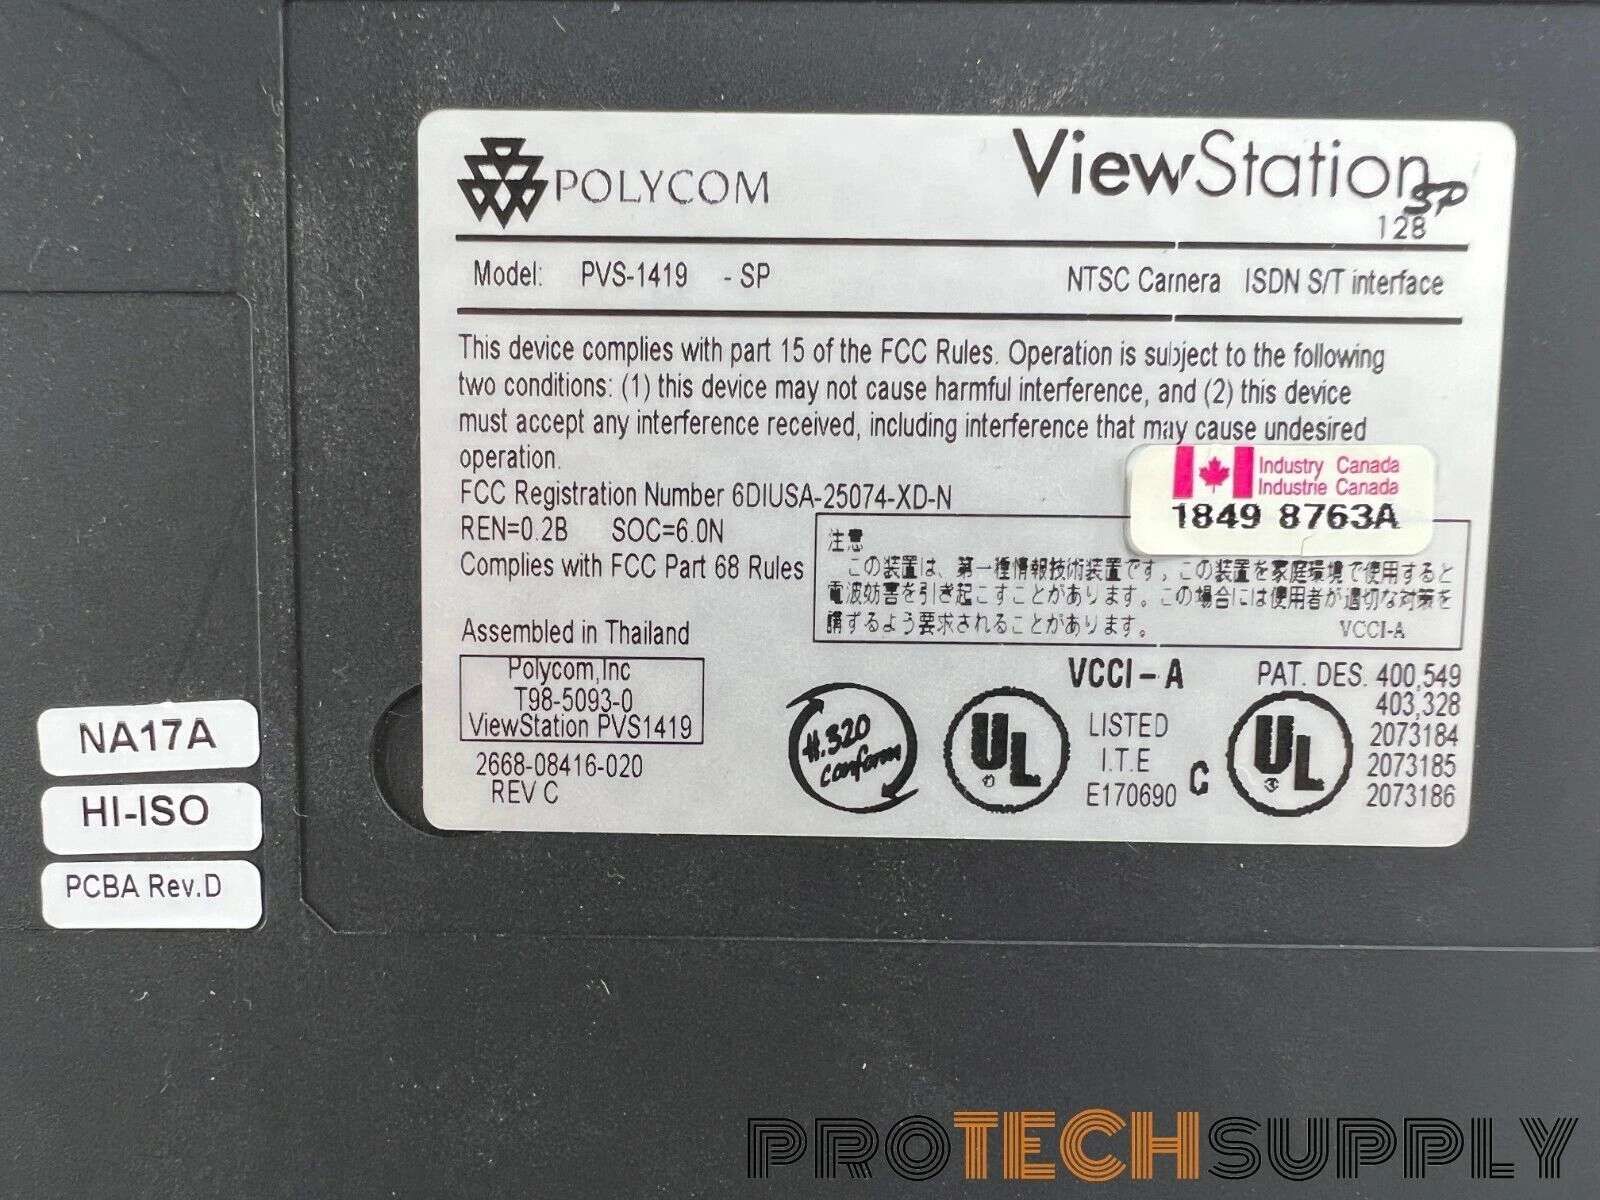 POLYCOM
ViewStation
SP
128
Model: PVS-1419 - SP NTSC Camera ISDN S/T interface
This device complies with part 15 of the FCC Rules. Operation is subject to the following
two conditions: (1) this device may not cause harmful interference, and (2) this device
must accept any interference received, including interference that may cause undesired
operation.
FCC Registration Number 6DIUSA-25074-XD-N
REN=0.2B SOC=6.0N
Complies with FCC Part 68 Rules
Industry Canada
Industrie Canada
1849 8763A
注意
この装置は、第一種情報技術装置です。この装置を家庭環境で使用すると
電波妨害を引き起こすことがあります。この場合には使用者が適切な対策を
講ずるよう要求されることがあります。
VCCI-A
Assembled in Thailand
Polycom,Inc
T98-5093-0
ViewStation PVS1419
2668-08416-020
REV C
H.320
Conform
UL
VCCI-A
LISTED
I.T.E
E170690
C
UL
PAT. DES. 400,549
403,328
2073184
2073185
2073186
NA17A
HI-ISO
PCBA Rev.D
PROTECHSUPPLY